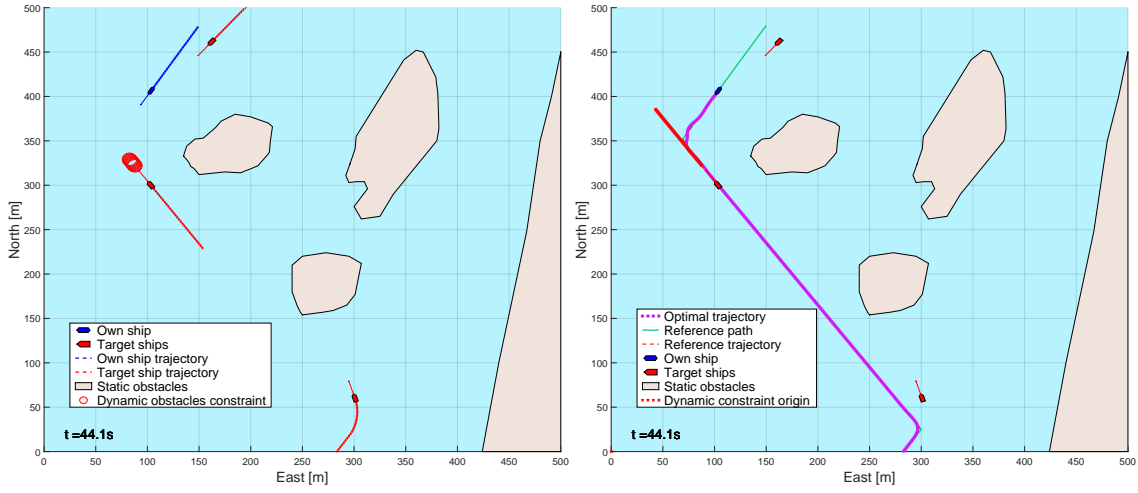 500
450
400
350
300
250
200
150
100
50
0
North [m]
Own ship
Target ships
Own ship trajectory
Target ship trajectory
Static obstacles
Dynamic obstacles constraint
t =44.1s
0
50
100
150
200
250
300
350
400
450
500
East [m]
500
450
400
350
300
250
200
150
100
50
0
North [m]
Optimal trajectory
Reference path
Reference trajectory
Own ship
Target ships
Static obstacles
Dynamic constraint origin
t =44.1s
0
50
100
150
200
250
300
350
400
450
500
East [m]